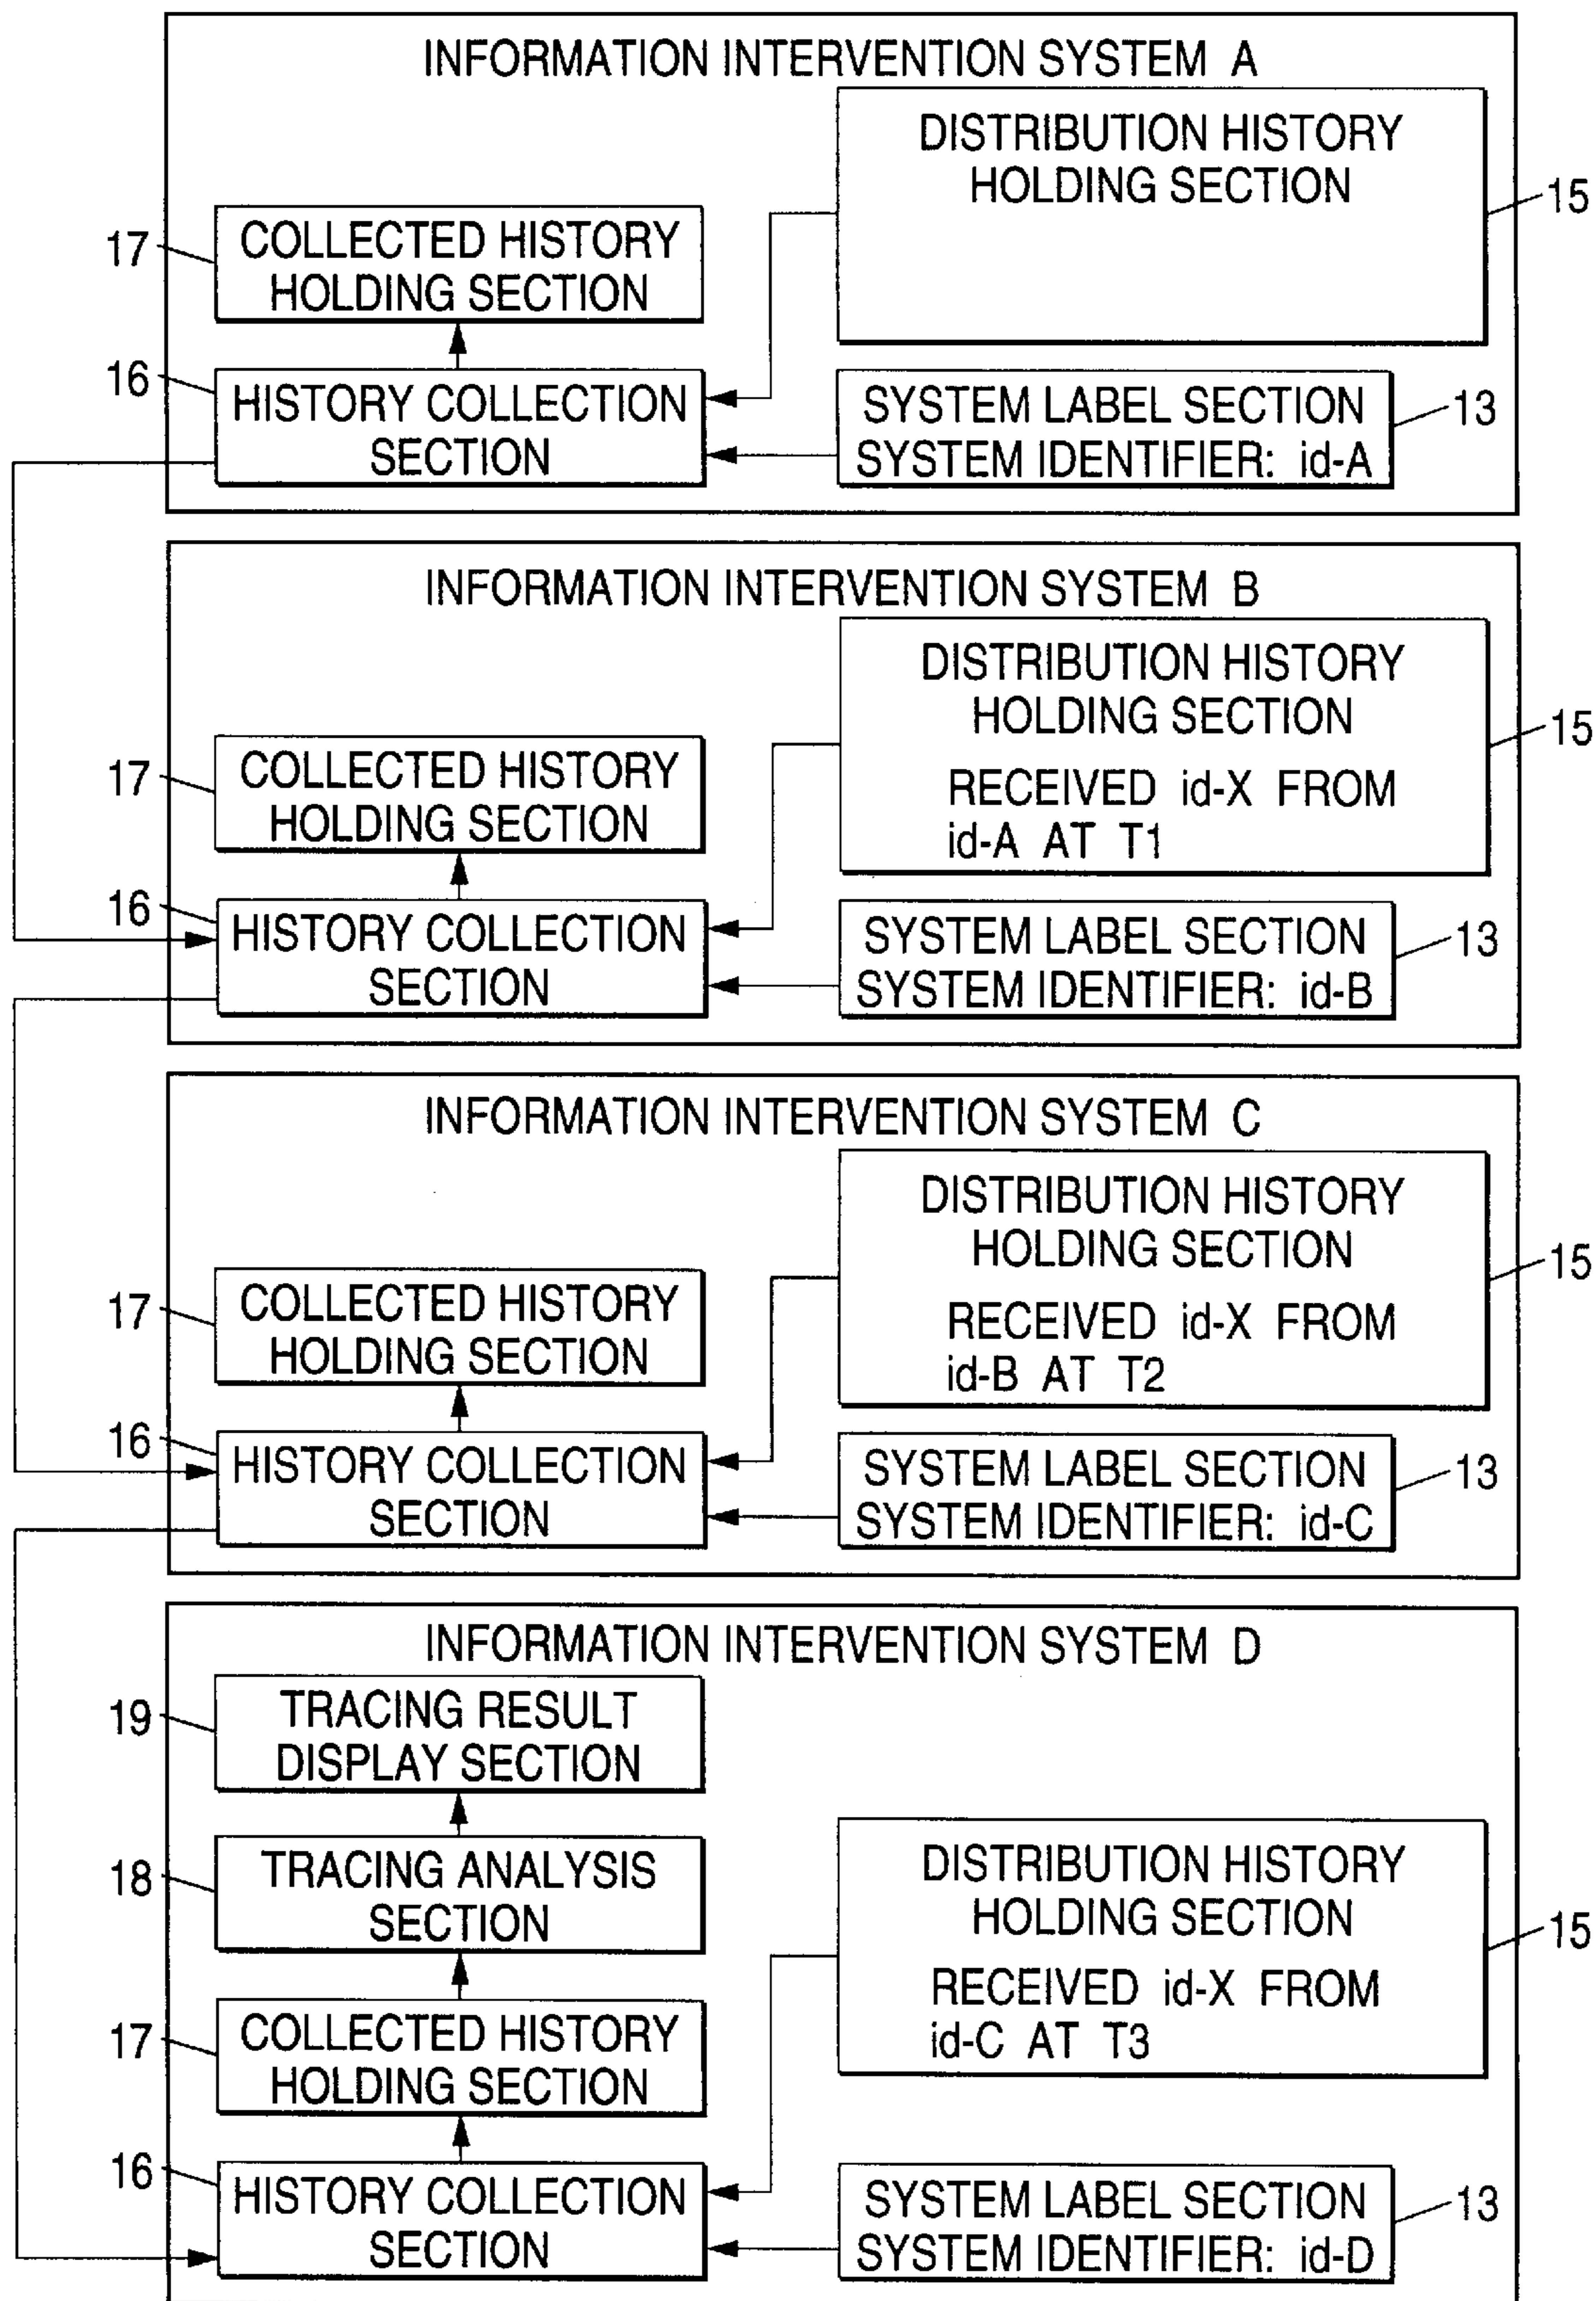 INFORMATION INTERVENTION SYSTEM A
DISTRIBUTION HISTORY
HOLDING SECTION
15
17
COLLECTED HISTORY
HOLDING SECTION
16
HISTORY COLLECTION
SECTION
SYSTEM LABEL SECTION
SYSTEM IDENTIFIER: id-A
13
INFORMATION INTERVENTION SYSTEM B
DISTRIBUTION HISTORY
HOLDING SECTION
RECEIVED id-X FROM
id-A AT T1
15
17
COLLECTED HISTORY
HOLDING SECTION
16
HISTORY COLLECTION
SECTION
SYSTEM LABEL SECTION
SYSTEM IDENTIFIER: id-B
13
INFORMATION INTERVENTION SYSTEM C
DISTRIBUTION HISTORY
HOLDING SECTION
RECEIVED id-X FROM
id-B AT T2
15
17
COLLECTED HISTORY
HOLDING SECTION
16
HISTORY COLLECTION
SECTION
SYSTEM LABEL SECTION
SYSTEM IDENTIFIER: id-C
13
INFORMATION INTERVENTION SYSTEM D
19
TRACING RESULT
DISPLAY SECTION
18
TRACING ANALYSIS
SECTION
DISTRIBUTION HISTORY
HOLDING SECTION
RECEIVED id-X FROM
id-C AT T3
15
17
COLLECTED HISTORY
HOLDING SECTION
16
HISTORY COLLECTION
SECTION
SYSTEM LABEL SECTION
SYSTEM IDENTIFIER: id-D
13